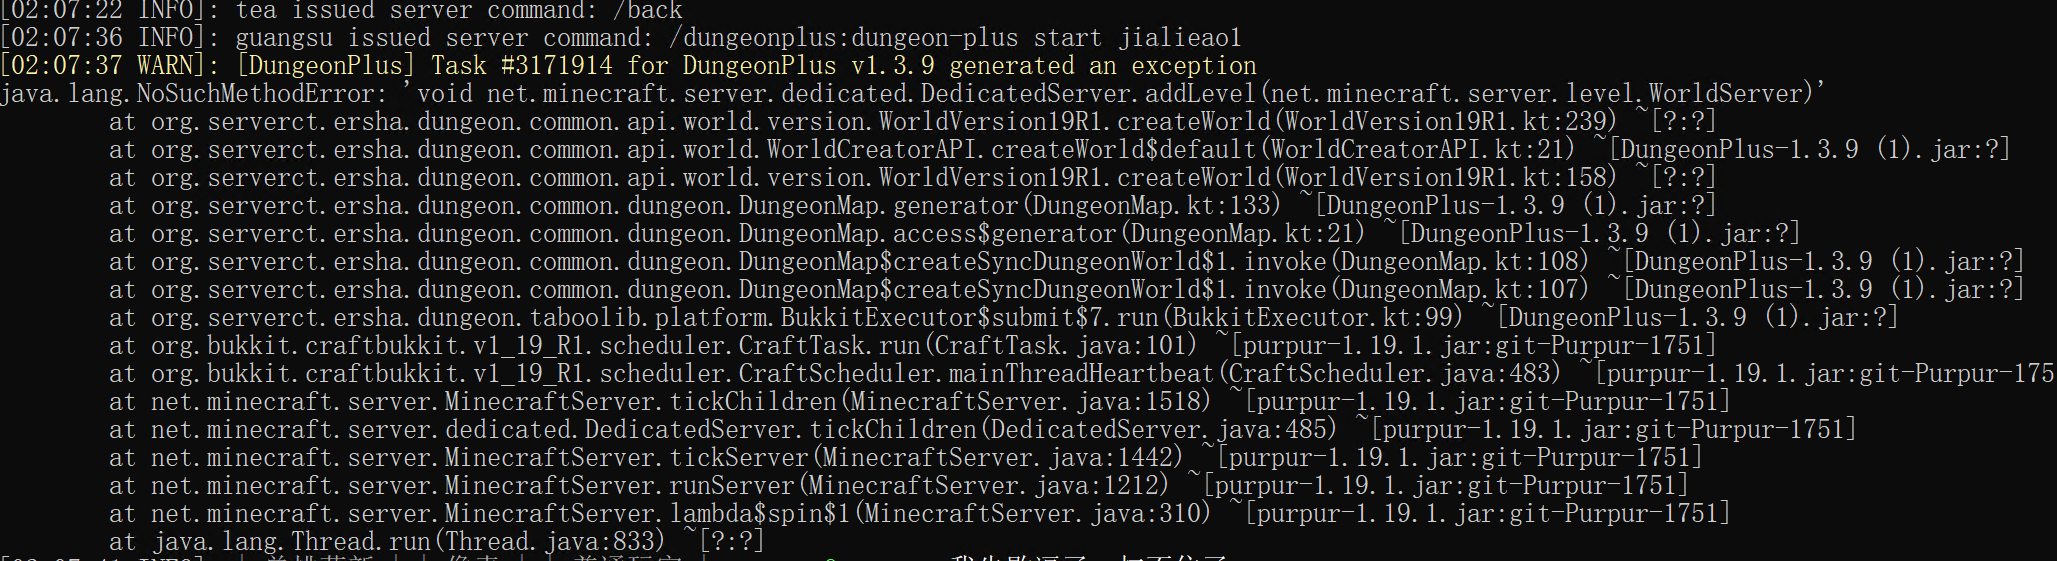 [02:07:22 INFO]: tea issued server command: /back
[02:07:36 INFO]: guangsu issued server command: /dungeonplus:dungeon-plus start jialieao1
[02:07:37 WARN]: [DungeonPlus] Task #3171914 for DungeonPlus v1.3.9 generated an exception
java.lang.NoSuchMethodError: 'void net.minecraft.server.dedicated.DedicatedServer.addLevel(net.minecraft.server.level.WorldServer)'
at org.serverct.ersha.dungeon.common.api.world.version.WorldVersion19R1.createWorld(WorldVersion19R1.kt:239) ~[?:?]
at org.serverct.ersha.dungeon.common.api.world.WorldCreatorAPI.createWorld$default(WorldCreatorAPI.kt:21) ~[DungeonPlus-1.3.9 (1).jar:?]
at org.serverct.ersha.dungeon.common.api.world.version.WorldVersion19R1.createWorld(WorldVersion19R1.kt:158) ~[?:?]
at org.serverct.ersha.dungeon.common.dungeon.DungeonMap.generator(DungeonMap.kt:133) ~[DungeonPlus-1.3.9 (1).jar:?]
at org.serverct.ersha.dungeon.common.dungeon.DungeonMap.access$generator(DungeonMap.kt:21) ~[DungeonPlus-1.3.9 (1).jar:?]
at org.serverct.ersha.dungeon.common.dungeon.DungeonMap$createSyncDungeonWorld$1.invoke(DungeonMap.kt:108) ~[DungeonPlus-1.3.9 (1).jar:?]
at org.serverct.ersha.dungeon.common.dungeon.DungeonMap$createSyncDungeonWorld$1.invoke(DungeonMap.kt:107) ~[DungeonPlus-1.3.9 (1).jar:?]
at org.serverct.ersha.dungeon.taboolib.platform.BukkitExecutor$submit$7.run(BukkitExecutor.kt:99) ~[DungeonPlus-1.3.9 (1).jar:?]
at org.bukkit.craftbukkit.v1_19_R1.scheduler.CraftTask.run(CraftTask.java:101) ~[purpur-1.19.1.jar:git-Purpur-1751]
at org.bukkit.craftbukkit.v1_19_R1.scheduler.CraftScheduler.mainThreadHeartbeat(CraftScheduler.java:483) ~[purpur-1.19.1.jar:git-Purpur-175
at net.minecraft.server.MinecraftServer.tickChildren(MinecraftServer.java:1518) ~[purpur-1.19.1.jar:git-Purpur-1751]
at net.minecraft.server.dedicated.DedicatedServer.tickChildren(DedicatedServer.java:485) ~[purpur-1.19.1.jar:git-Purpur-1751]
at net.minecraft.server.MinecraftServer.tickServer(MinecraftServer.java:1442) ~[purpur-1.19.1.jar:git-Purpur-1751]
at net.minecraft.server.MinecraftServer.runServer(MinecraftServer.java:1212) ~[purpur-1.19.1.jar:git-Purpur-1751]
at net.minecraft.server.MinecraftServer.lambda$spin$1(MinecraftServer.java:310) ~[purpur-1.19.1.jar:git-Purpur-1751]
at java.lang.Thread.run(Thread.java:833) ~[?:?]